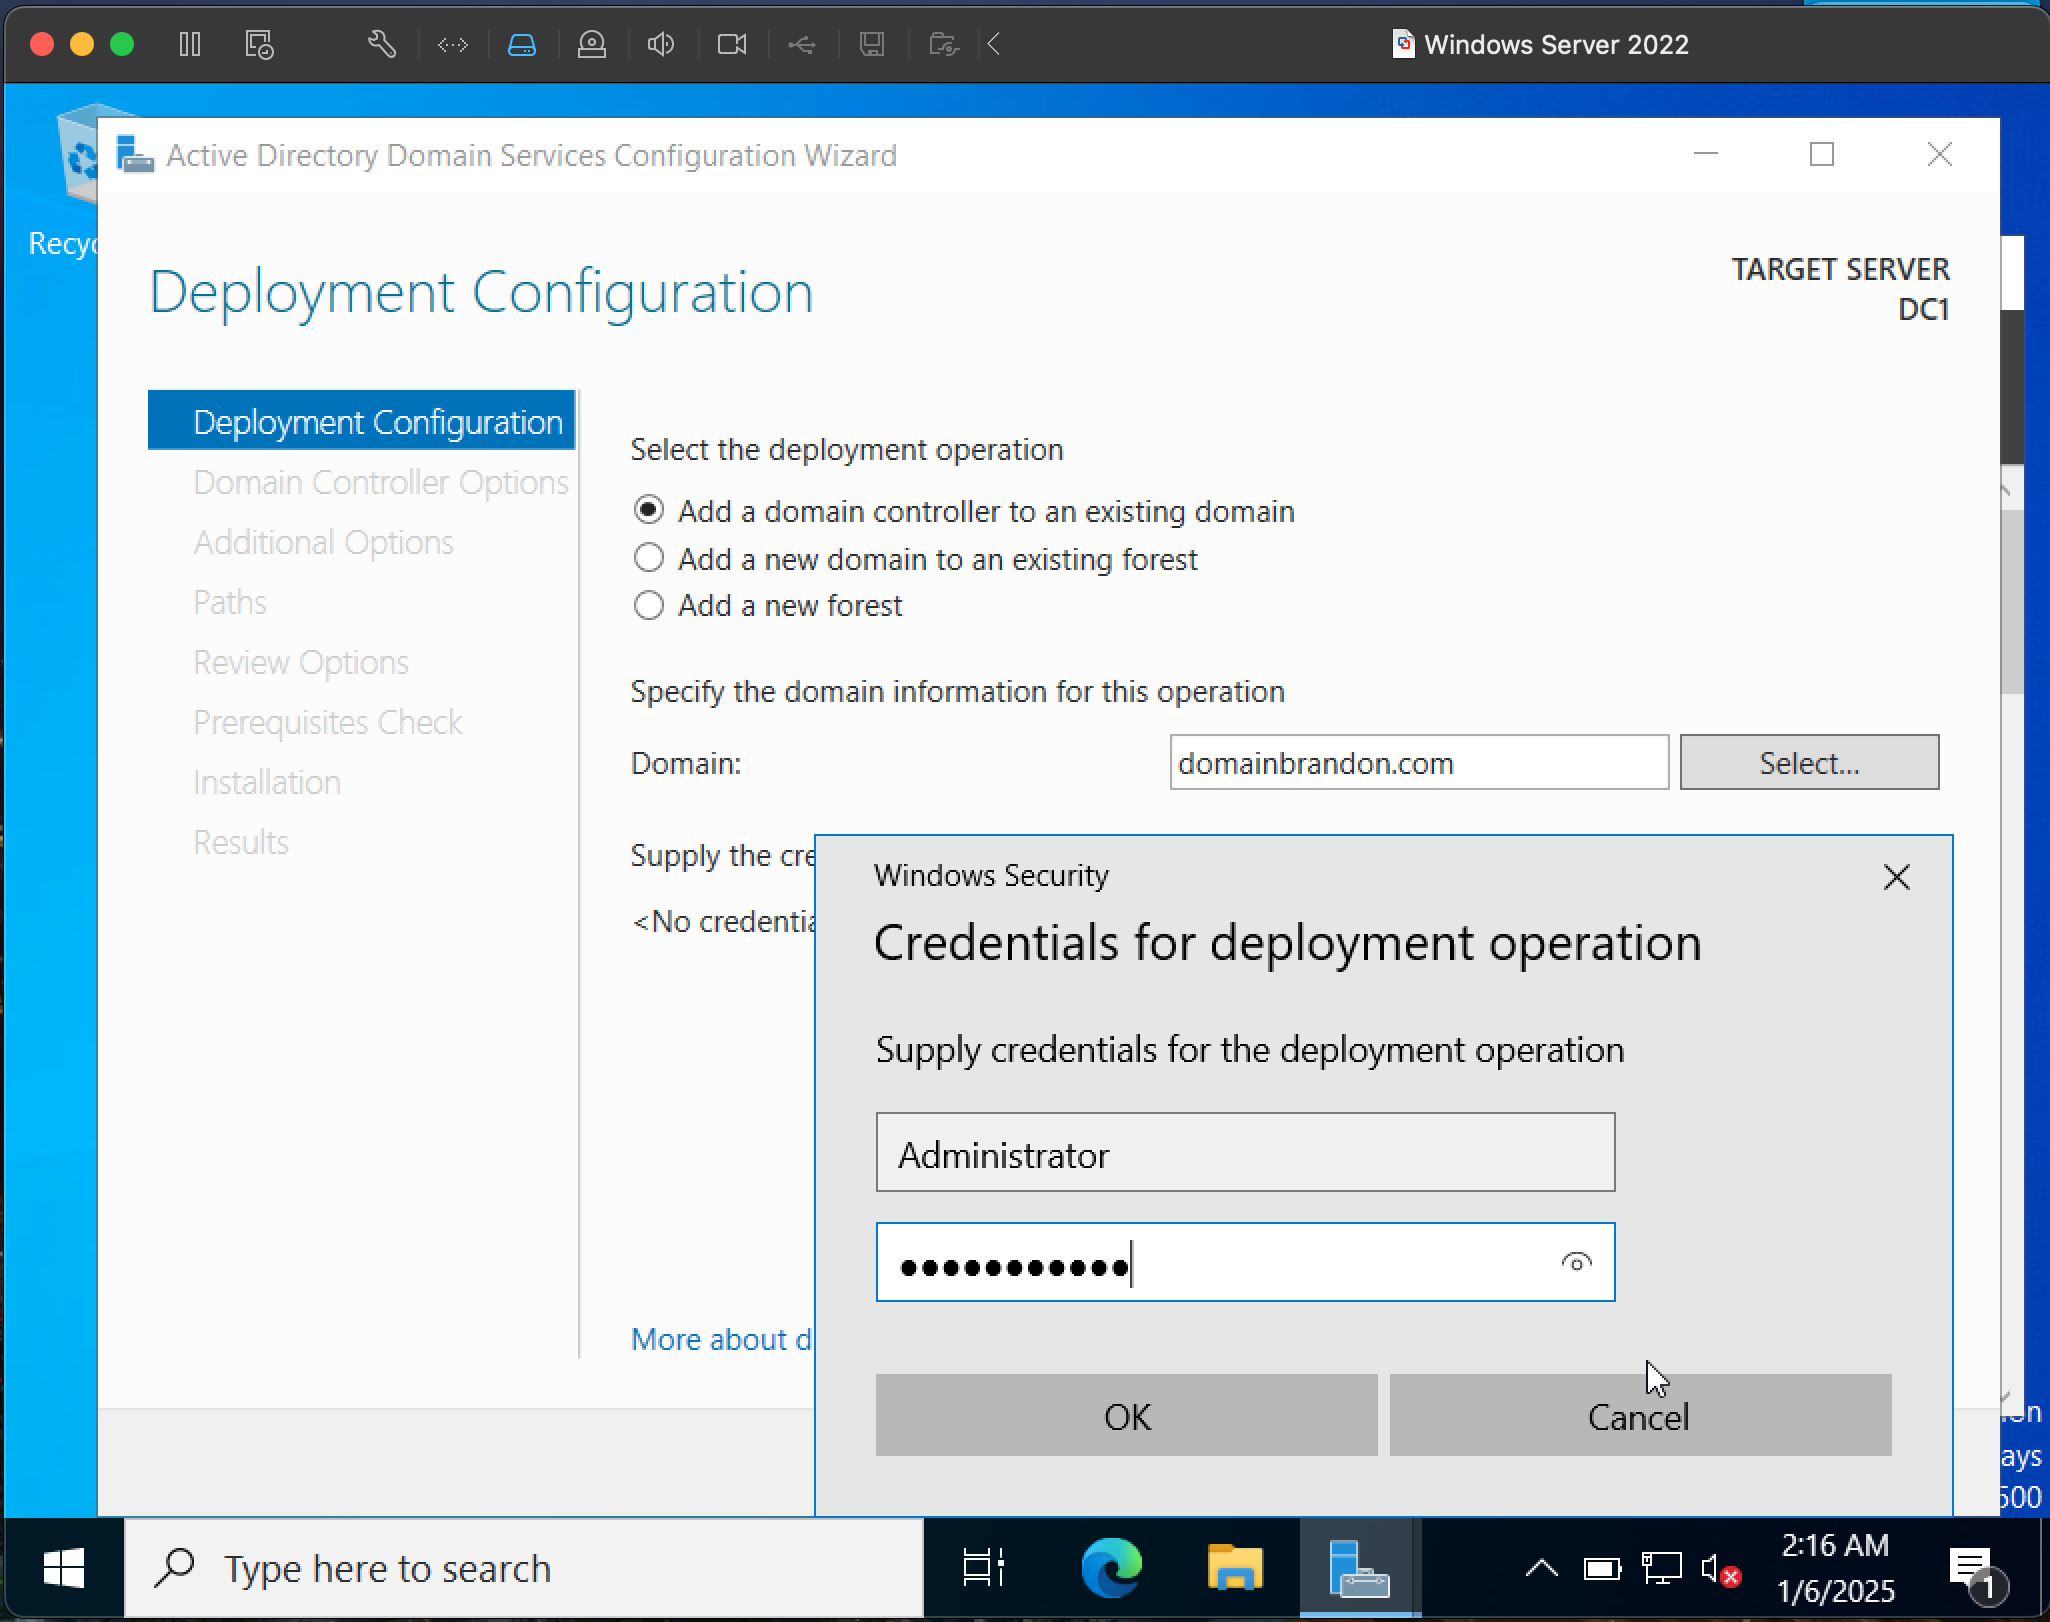 Windows Server 2022
Recyc
Active Directory Domain Services Configuration Wizard
Deployment Configuration
TARGET SERVER
DC1
Deployment Configuration
Domain Controller Options
Additional Options
Paths
Review Options
Prerequisites Check
Installation
Results
Select the deployment operation
Add a domain controller to an existing domain
Add a new domain to an existing forest
Add a new forest
Specify the domain information for this operation
Domain:
domainbrandon.com
Select...
Supply the cre
<No credentia
More about d
Windows Security
Credentials for deployment operation
Supply credentials for the deployment operation
Administrator
●●●●●●●●●●●
OK
Cancel
on
ays
500
Type here to search
2:16 AM
1/6/2025
1